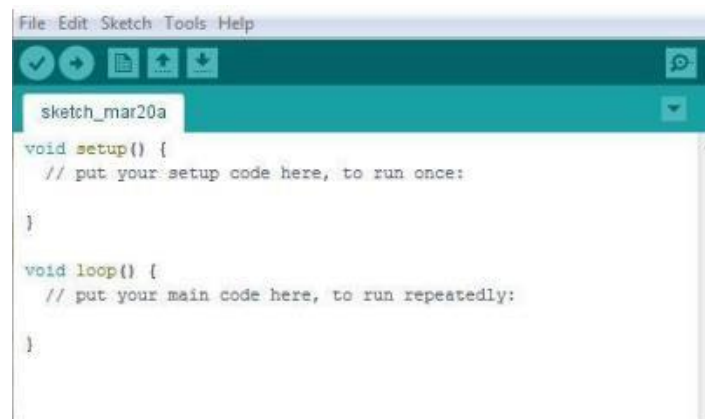 File Edit Sketch Tools Help
sketch_mar20a
void setup() {
  // put your setup code here, to run once:

}

void loop() {
  // put your main code here, to run repeatedly:

}